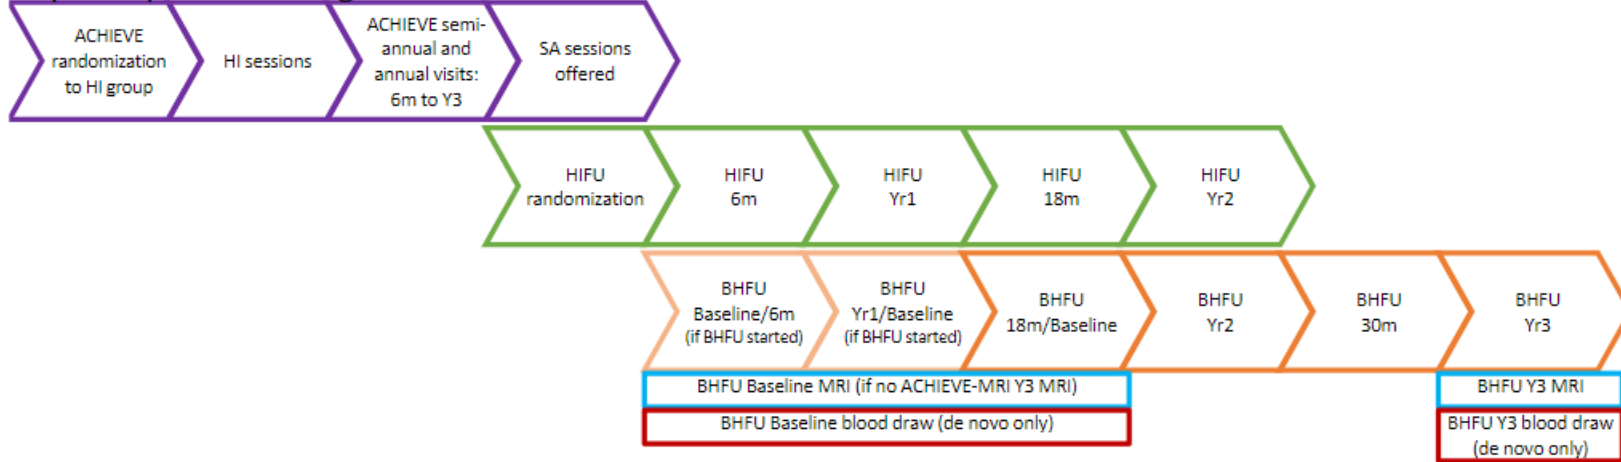 ACHIEVE
randomization
to HI group
HI sessions
ACHIEVE semi-
annual and
annual visits:
6m to Y3
SA sessions
offered
HIFU
randomization
HIFU
6m
HIFU
Yr1
HIFU
18m
HIFU
Yr2
BHFU
Baseline/6m
(if BHFU started)
BHFU
Yr1/Baseline
(if BHFU started)
BHFU
18m/Baseline
BHFU
Yr2
BHFU
30m
BHFU
Yr3
BHFU Baseline MRI (if no ACHIEVE-MRI Y3 MRI)
BHFU Y3 MRI
BHFU Baseline blood draw (de novo only)
BHFU Y3 blood draw
(de novo only)